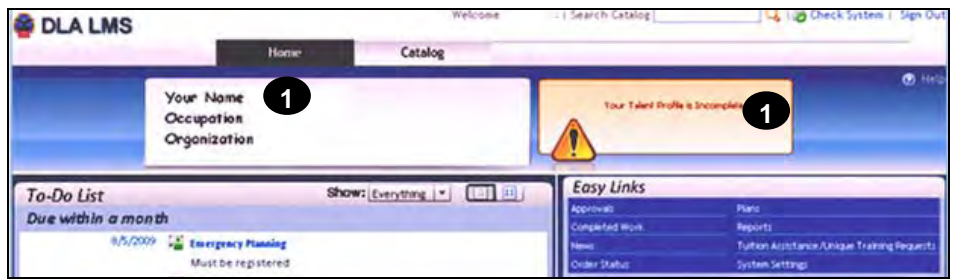 DLA LMS
Welcome | Search Catalog Check System | Sign Out
Home Catalog
Help
Your Name 1
Occupation
Organization
Your Talent Profile is Incomplete 1
To-Do List Show: Everything
Due within a month
8/5/2009 Emergency Planning
Must be registered
Easy Links
Approvals Plans
Completed Work Reports
News Tuition Assistance/Unique Training Requests
Order Status System Settings